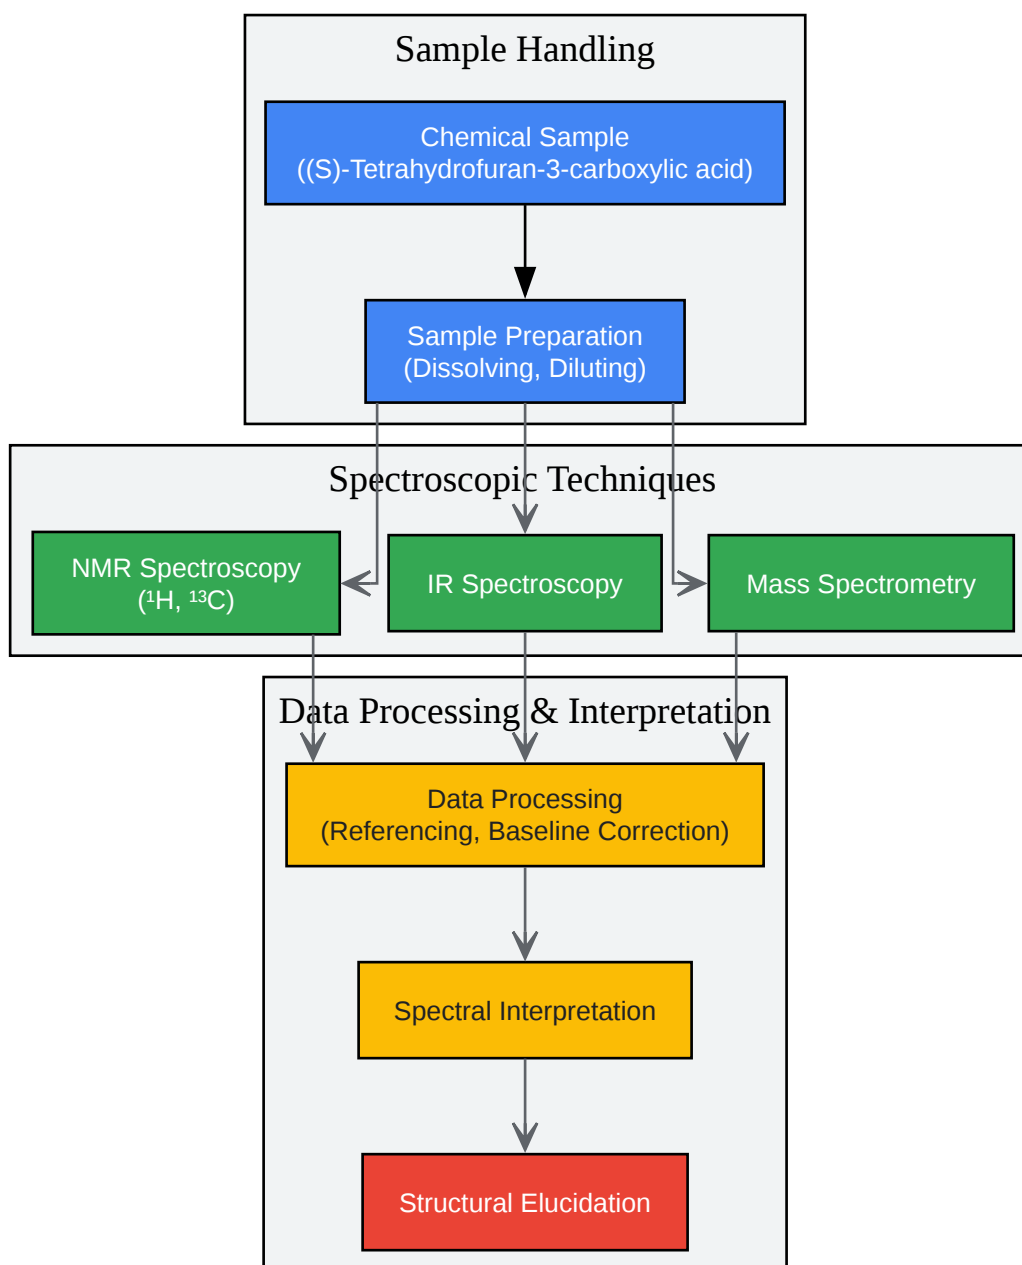 Sample Handling
Chemical Sample
((S)-Tetrahydrofuran-3-carboxylic acid)
Sample Preparation
(Dissolving, Diluting)
Spectroscopic Techniques
NMR Spectroscopy
(¹H, ¹³C)
IR Spectroscopy
Mass Spectrometry
Data Processing & Interpretation
Data Processing
(Referencing, Baseline Correction)
Spectral Interpretation
Structural Elucidation